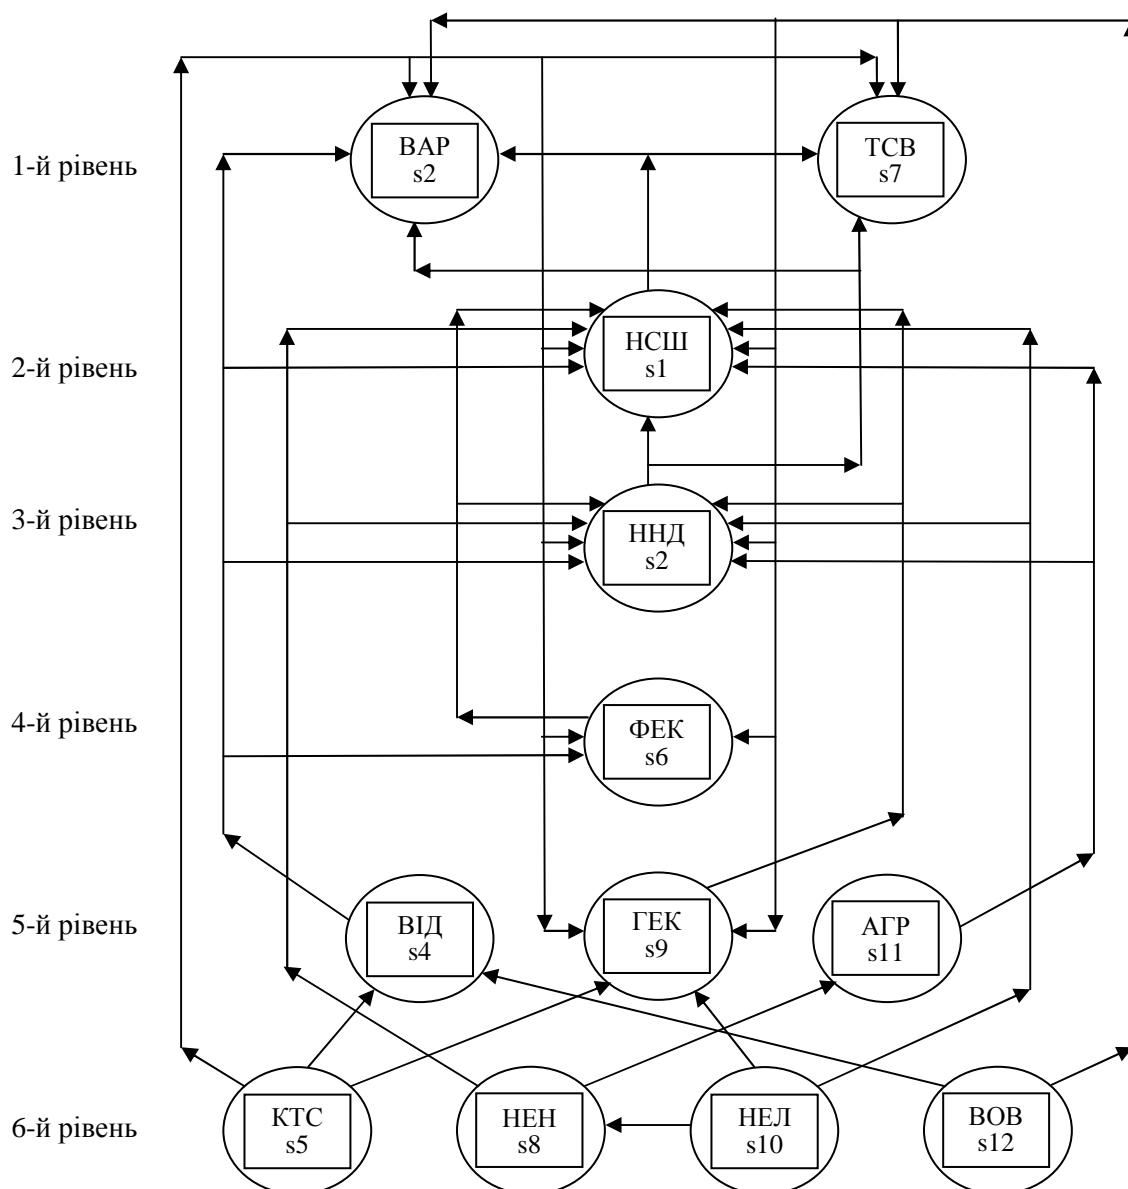 1-й рівень
ВАР
s2
ТСВ
s7
2-й рівень
НСШ
s1
3-й рівень
ННД
s2
4-й рівень
ФЕК
s6
5-й рівень
ВІД
s4
ГЕК
s9
АГР
s11
6-й рівень
КТС
s5
НЕН
s8
НЕЛ
s10
ВОВ
s12